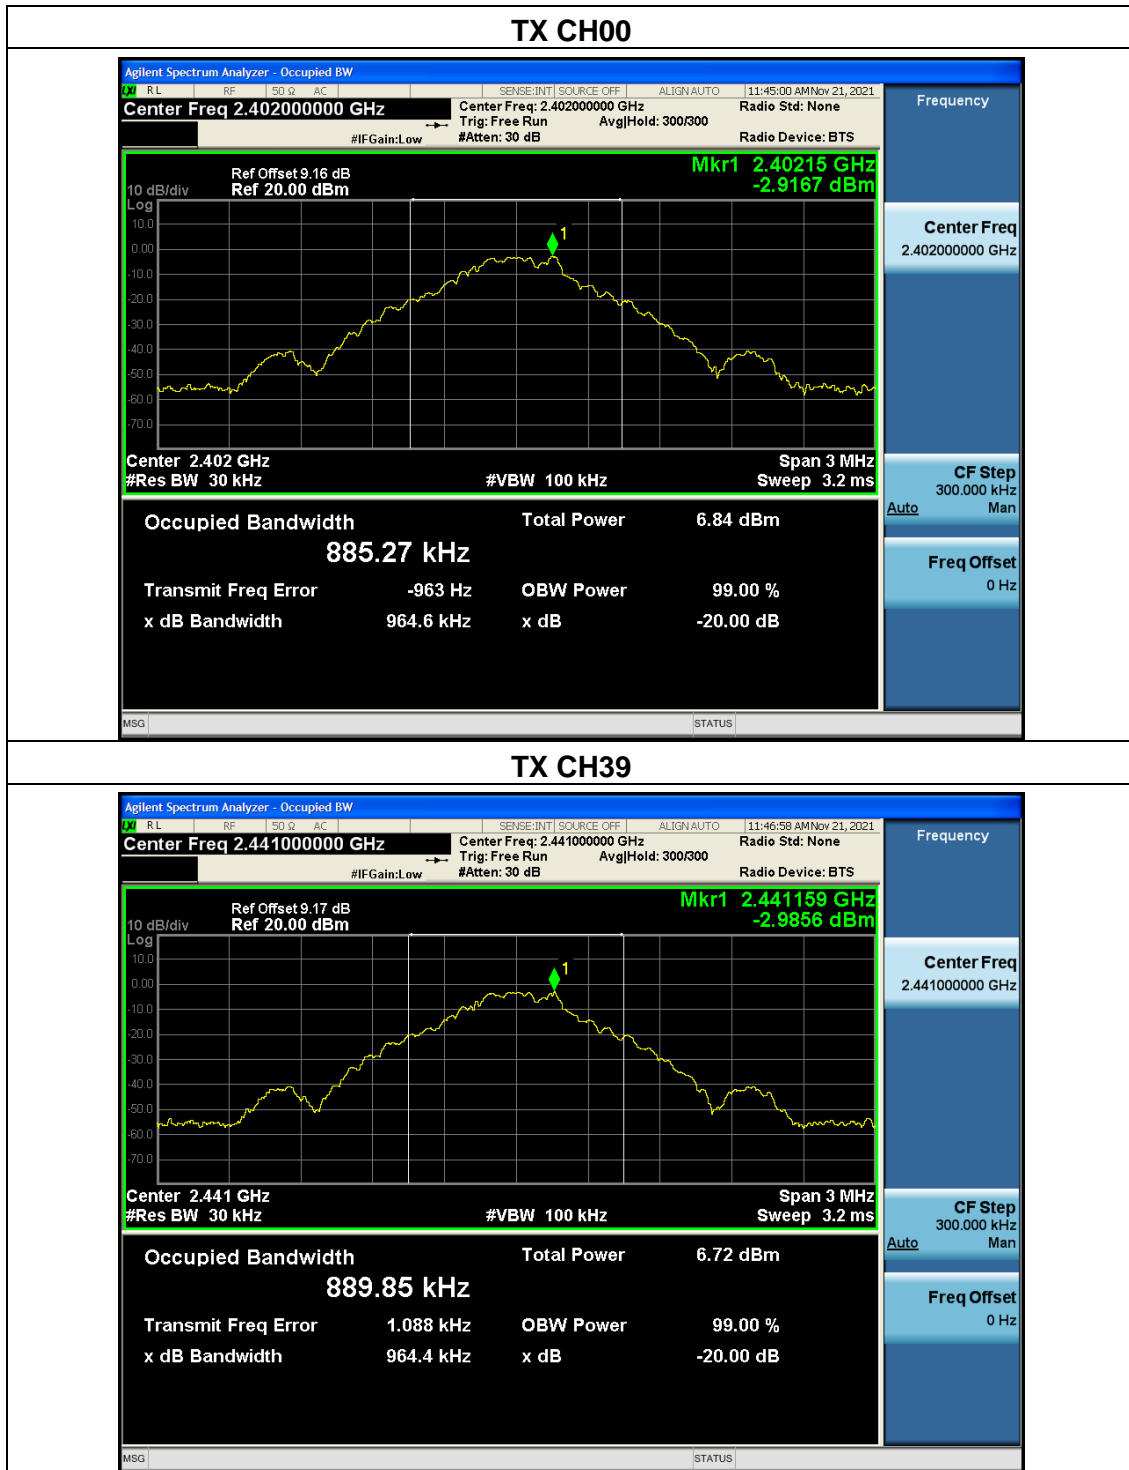 TX CH00
Agilent Spectrum Analyzer - Occupied BW
LXI RL RF 50 Ω AC SENSE:INT SOURCE OFF ALIGN AUTO 11:45:00 AM Nov 21, 2021
Center Freq 2.402000000 GHz Center Freq: 2.402000000 GHz Radio Std: None Frequency
Trig: Free Run Avg|Hold: 300/300
#IFGain:Low #Atten: 30 dB Radio Device: BTS
Mkr1 2.40215 GHz
Ref Offset 9.16 dB
10 dB/div Ref 20.00 dBm -2.9167 dBm
Log
10.0
0.00
-10.0
-20.0
-30.0
-40.0
-50.0
-60.0
-70.0
1
Center Freq
2.402000000 GHz
Center 2.402 GHz Span 3 MHz
#Res BW 30 kHz #VBW 100 kHz Sweep 3.2 ms
CF Step
300.000 kHz
Auto Man
Occupied Bandwidth Total Power 6.84 dBm
885.27 kHz
Freq Offset
0 Hz
Transmit Freq Error -963 Hz OBW Power 99.00 %
x dB Bandwidth 964.6 kHz x dB -20.00 dB
MSG STATUS
TX CH39
Agilent Spectrum Analyzer - Occupied BW
LXI RL RF 50 Ω AC SENSE:INT SOURCE OFF ALIGN AUTO 11:46:58 AM Nov 21, 2021
Center Freq 2.441000000 GHz Center Freq: 2.441000000 GHz Radio Std: None Frequency
Trig: Free Run Avg|Hold: 300/300
#IFGain:Low #Atten: 30 dB Radio Device: BTS
Mkr1 2.441159 GHz
Ref Offset 9.17 dB
10 dB/div Ref 20.00 dBm -2.9856 dBm
Log
10.0
0.00
-10.0
-20.0
-30.0
-40.0
-50.0
-60.0
-70.0
1
Center Freq
2.441000000 GHz
Center 2.441 GHz Span 3 MHz
#Res BW 30 kHz #VBW 100 kHz Sweep 3.2 ms
CF Step
300.000 kHz
Auto Man
Occupied Bandwidth Total Power 6.72 dBm
889.85 kHz
Freq Offset
0 Hz
Transmit Freq Error 1.088 kHz OBW Power 99.00 %
x dB Bandwidth 964.4 kHz x dB -20.00 dB
MSG STATUS